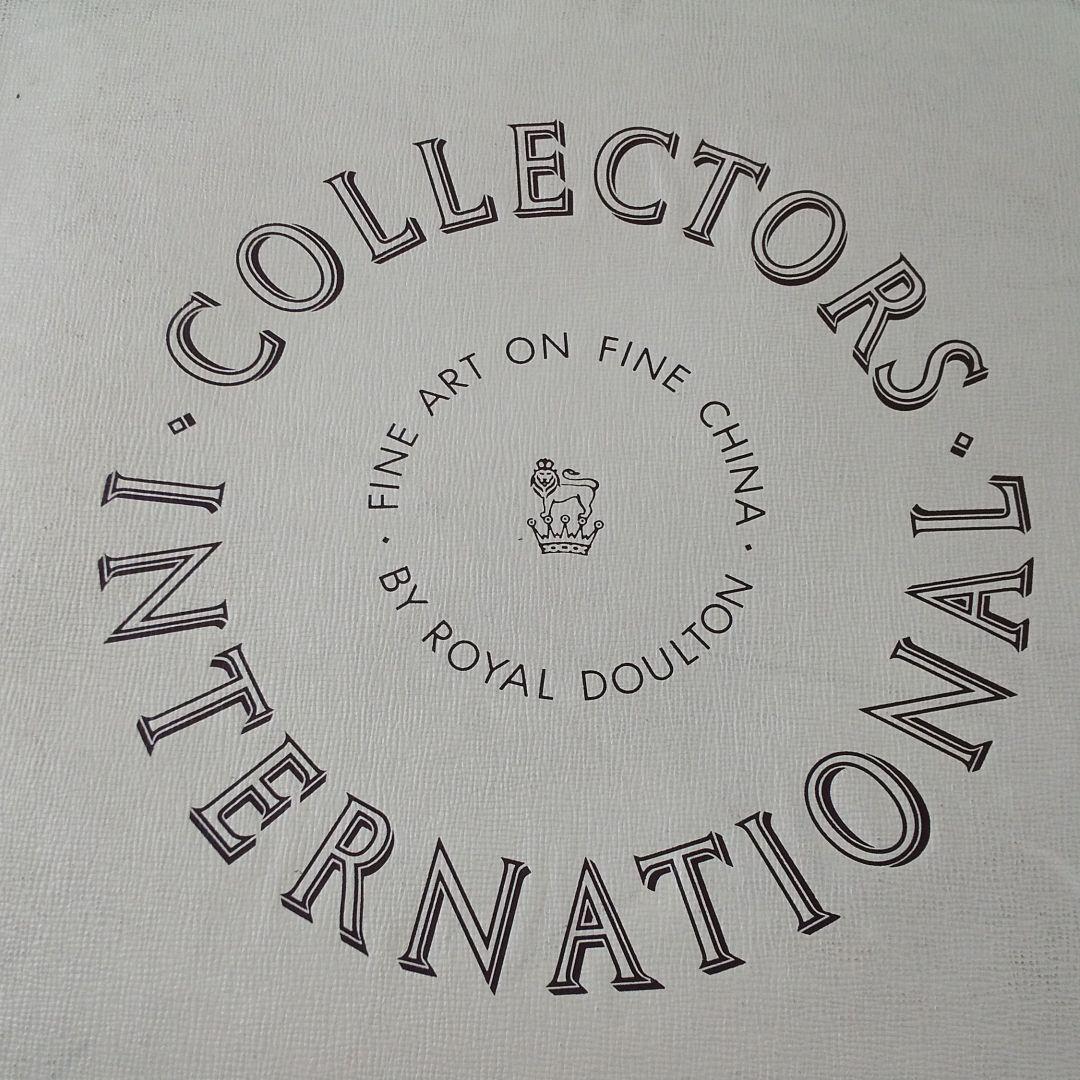 COLLECTORS
INTERNATIONAL
FINE ART ON FINE CHINA
BY ROYAL DOULTON